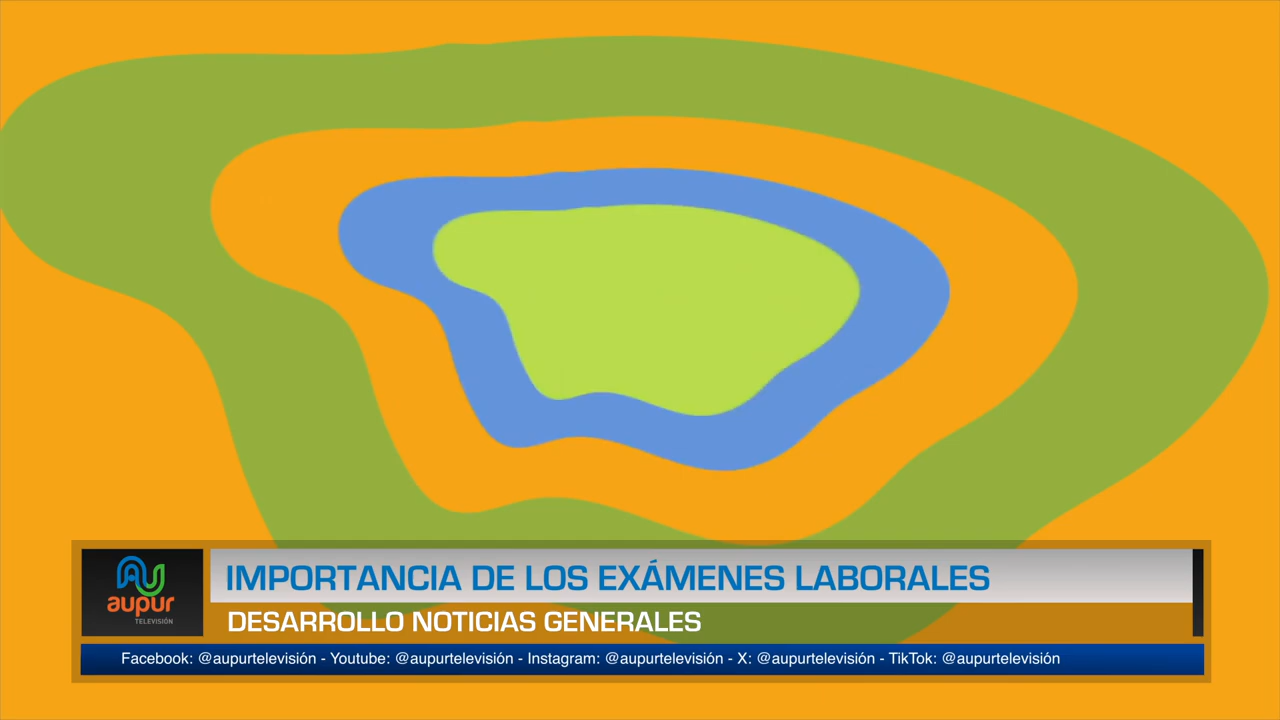 IMPORTANCIA DE LOS EXÁMENES LABORALES
aupur
TELEVISIÓN
DESARROLLO NOTICIAS GENERALES
Facebook: @aupurtelevisión - Youtube: @aupurtelevisión - Instagram: @aupurtelevisión - X: @aupurtelevisión - TikTok: @aupurtelevisión